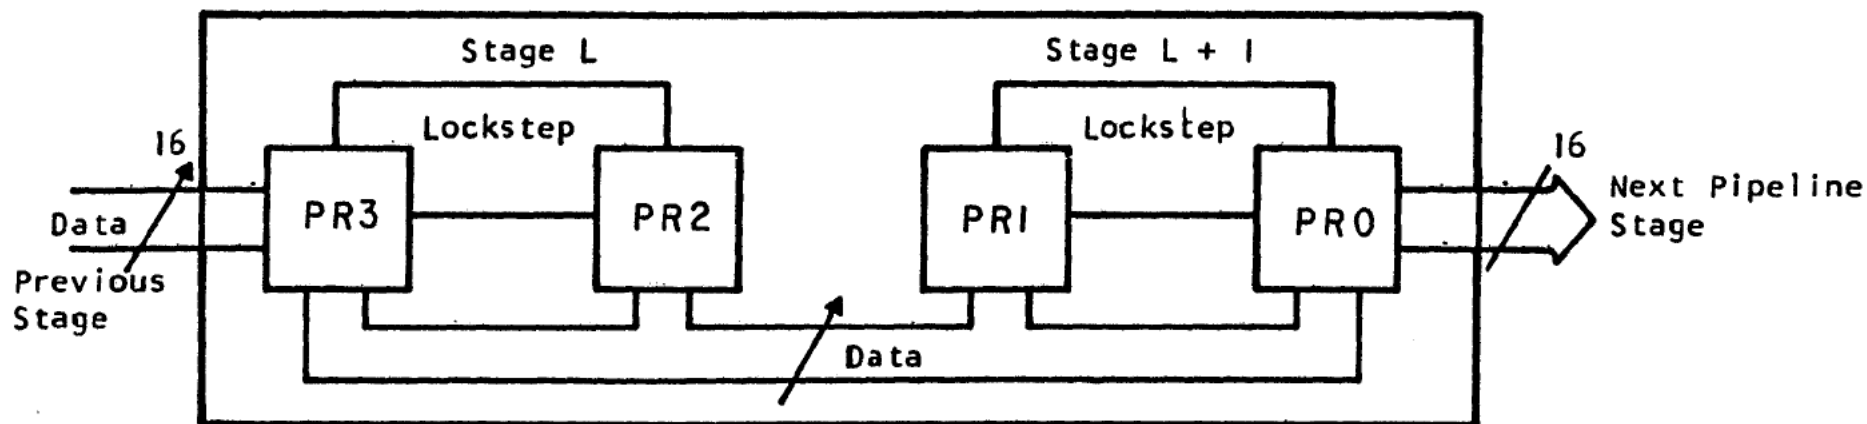 Stage L
Stage L + 1
Lockstep
Lockstep
16
16
PR3
PR2
PR1
PR0
Data
Previous
Stage
Next Pipeline
Stage
Data